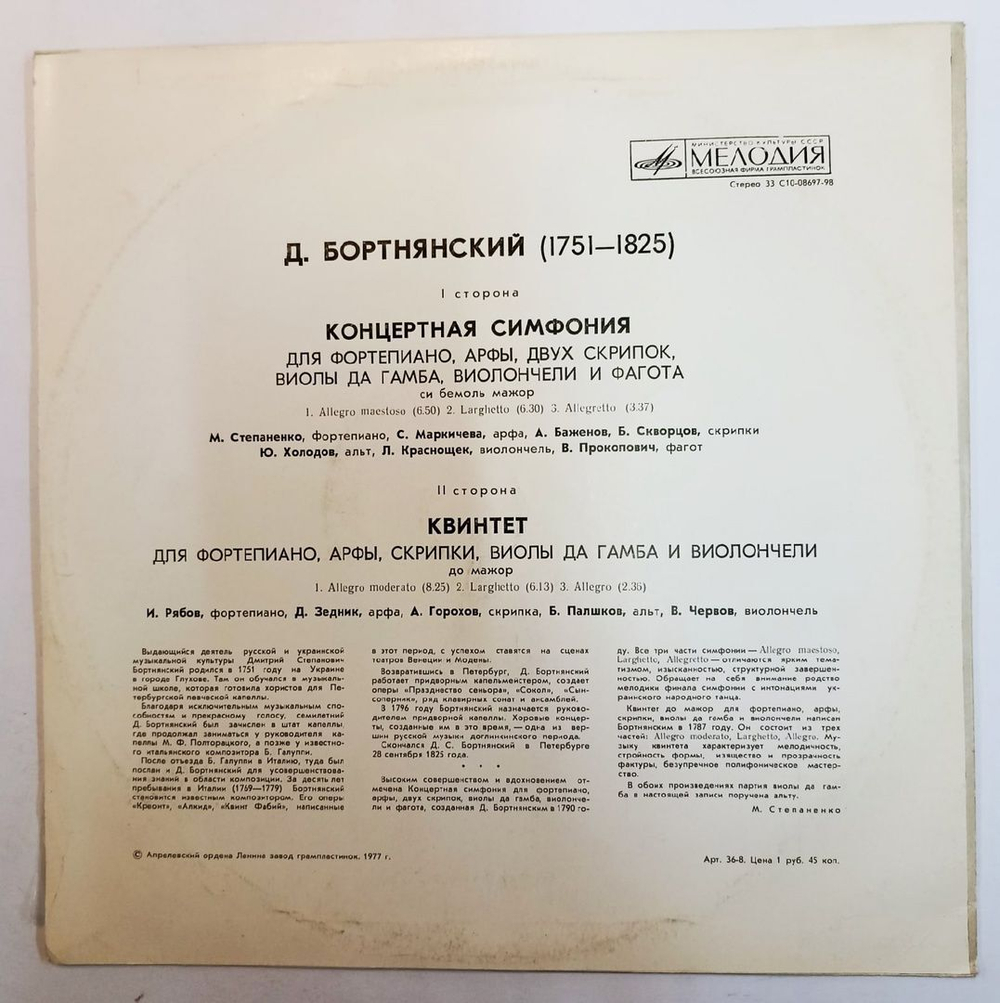 МИНИСТЕРСТВО КУЛЬТУРЫ СССР
МЕЛОДИЯ
ВСЕСОЮЗНАЯ ФИРМА ГРАМПЛАСТИНОК
Стерео 33 С10-08697-98
Д. БОРТНЯНСКИЙ (1751—1825)
I сторона
КОНЦЕРТНАЯ СИМФОНИЯ
ДЛЯ ФОРТЕПИАНО, АРФЫ, ДВУХ СКРИПОК,
ВИОЛЫ ДА ГАМБА, ВИОЛОНЧЕЛИ И ФАГОТА
си бемоль мажор
1. Allegro maestoso (6.50) 2. Larghetto (6.30) 3. Allegretto (3.37)
М. Степаненко, фортепиано, С. Маркичева, арфа, А. Баженов, Б. Скворцов, скрипки
Ю. Холодов, альт, Л. Краснощек, виолончель, В. Прокопович, фагот
II сторона
КВИНТЕТ
ДЛЯ ФОРТЕПИАНО, АРФЫ, СКРИПКИ, ВИОЛЫ ДА ГАМБА И ВИОЛОНЧЕЛИ
до мажор
1. Allegro moderato (8.25) 2. Larghetto (6.13) 3. Allegro (2.35)
И. Рябов, фортепиано, Д. Зедник, арфа, А. Горохов, скрипка, Б. Палшков, альт, В. Червов, виолончель
Выдающийся деятель русской и украинской
музыкальной культуры Дмитрий Степанович
Бортнянский родился в 1751 году на Украине
в городе Глухове. Там он обучался в музыкаль-
ной школе, которая готовила хористов для Пе-
тербургской певческой капеллы.
Благодаря исключительным музыкальным спо-
собностям и прекрасному голосу, семилетний
Д. Бортнянский был зачислен в штат капеллы,
где продолжал заниматься у руководителя ка-
пеллы М. Ф. Полторацкого, а позже у известно-
го итальянского композитора Б. Галуппи.
После отъезда Б. Галуппи в Италию, туда был
послан и Д. Бортнянский для усовершенствова-
ния знаний в области композиции. За десять лет
пребывания в Италии (1769—1779) Бортнянский
становится известным композитором. Его оперы
«Креонт», «Алкид», «Квинт Фабий», написанные
в этот период, с успехом ставятся на сценах
театров Венеции и Модены.
Возвратившись в Петербург, Д. Бортнянский
работает придворным капельмейстером, создает
оперы «Празднество сеньора», «Сокол», «Сын-
соперник», ряд клавирных сонат и ансамблей.
В 1796 году Бортнянский назначается руково-
дителем придворной капеллы. Хоровые концер-
ты, созданные им в это время, — одна из вер-
шин русской музыки доглинкинского периода.
Скончался Д. С. Бортнянский в Петербурге
28 сентября 1825 года.
• • •
Высоким совершенством и вдохновением от-
мечена Концертная симфония для фортепиано,
арфы, двух скрипок, виолы да гамба, виолонче-
ли и фагота, созданная Д. Бортнянским в 1790 го-
ду. Все три части симфонии — Allegro maestoso,
Larghetto, Allegretto — отличаются ярким тема-
тизмом, изысканностью, структурной завершен-
ностью. Обращает на себя внимание родство
мелодики финала симфонии с интонациями ук-
раинского народного танца.
Квинтет до мажор для фортепиано, арфы,
скрипки, виолы да гамба и виолончели написан
Бортнянским в 1787 году. Он состоит из трех
частей: Allegro moderato, Larghetto, Allegro. Му-
зыку квинтета характеризует мелодичность,
стройность формы, изящество и прозрачность
фактуры, безупречное полифоническое мастер-
ство.
В обоих произведениях партия виолы да гам-
ба в настоящей записи поручена альту.
М. Степаненко
© Апрелевский ордена Ленина завод грампластинок. 1977 г.
Арт. 36-8. Цена 1 руб. 45 коп.